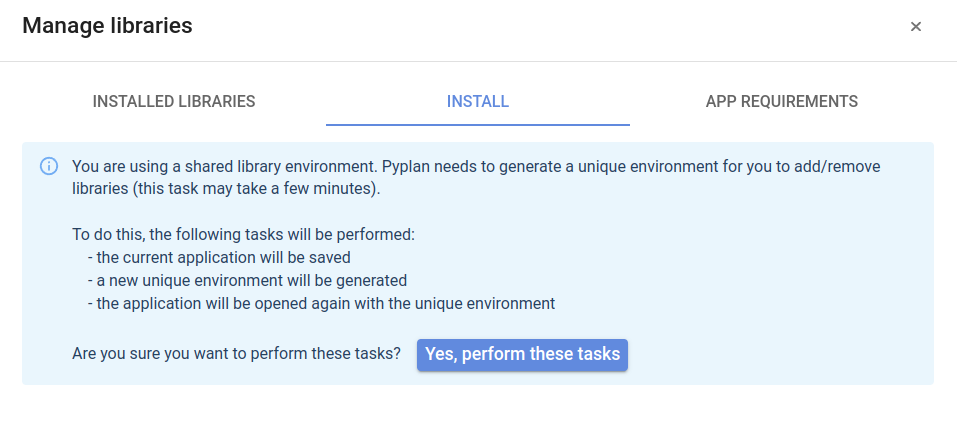 Manage libraries
INSTALLED LIBRARIES
INSTALL
APP REQUIREMENTS
You are using a shared library environment. Pyplan needs to generate a unique environment for you to add/remove
libraries (this task may take a few minutes).
To do this, the following tasks will be performed:
- the current application will be saved
- a new unique environment will be generated
- the application will be opened again with the unique environment
Are you sure you want to perform these tasks?
Yes, perform these tasks